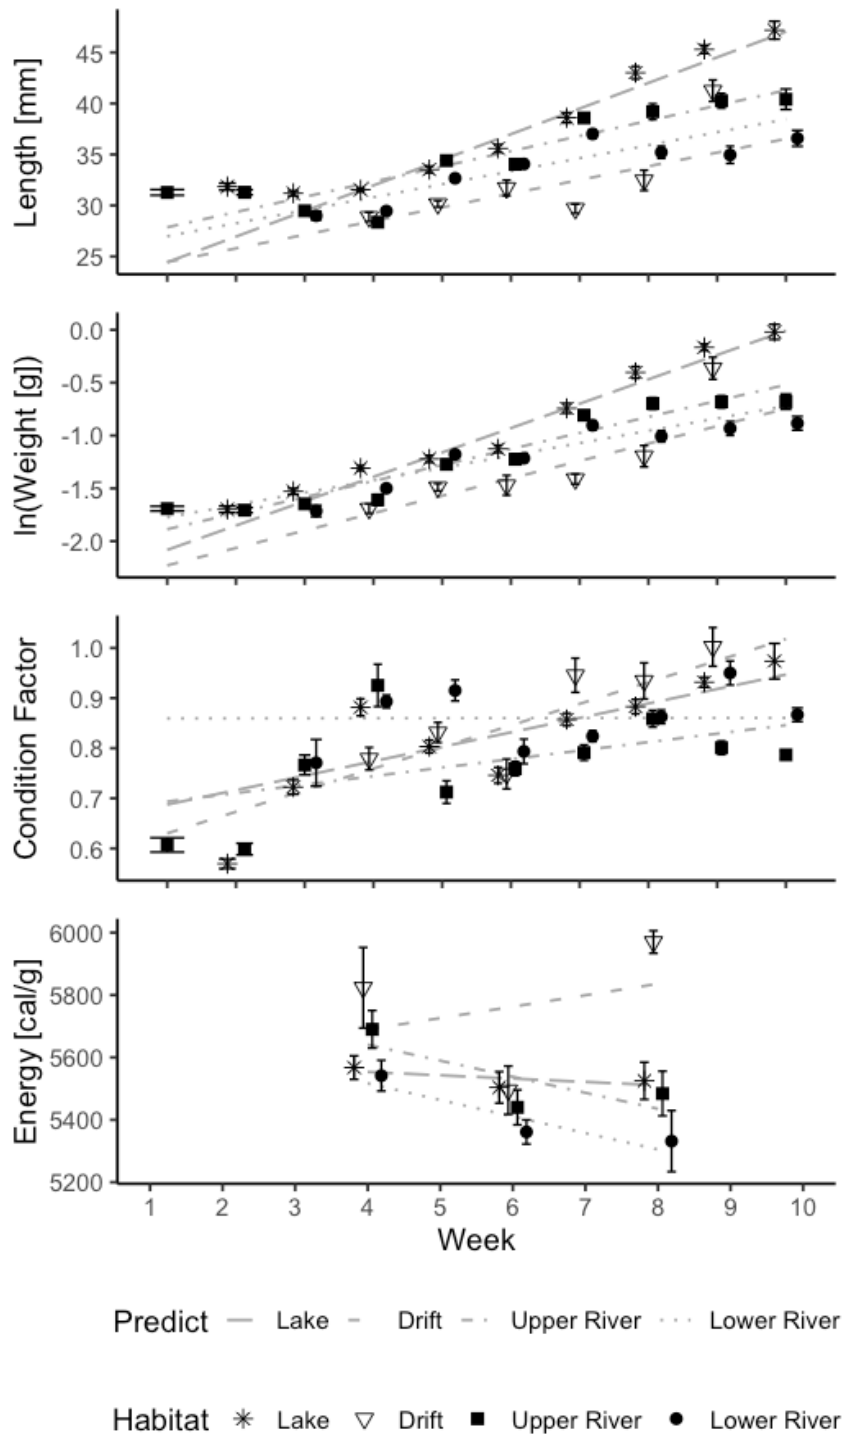 Length [mm]
45
40
35
30
25
ln(Weight [g])
0.0
-0.5
-1.0
-1.5
-2.0
Condition Factor
1.0
0.9
0.8
0.7
0.6
Energy [cal/g]
6000
5800
5600
5400
5200
1 2 3 4 5 6 7 8 9 10
Week
Predict Lake Drift Upper River Lower River
Habitat Lake Drift Upper River Lower River